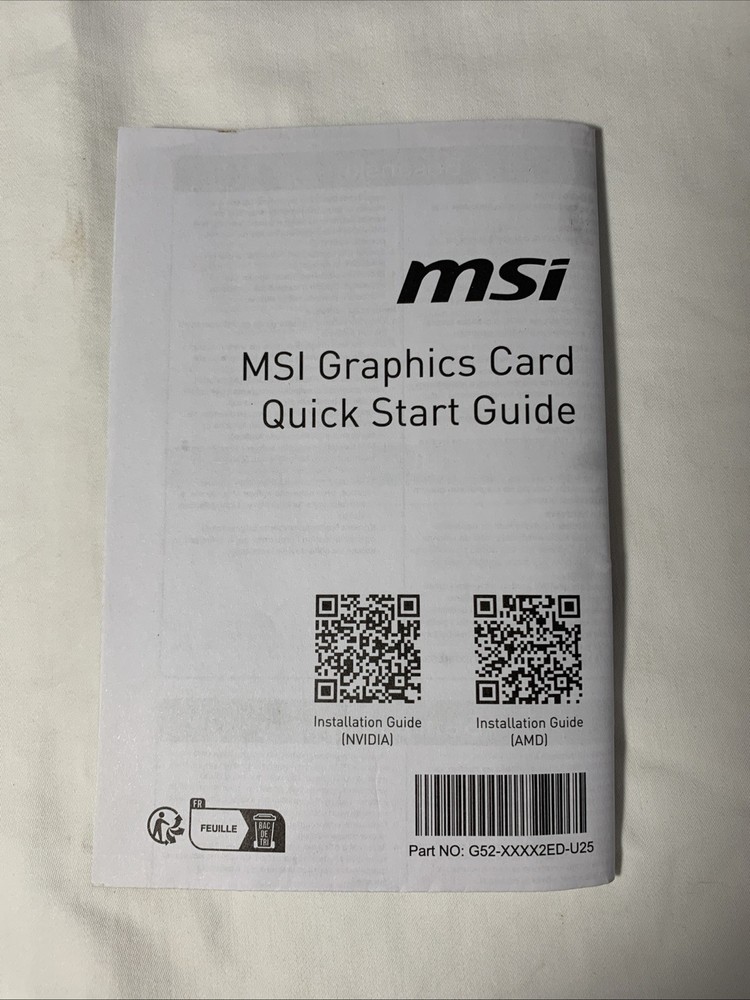 msi
MSI Graphics Card
Quick Start Guide
Installation Guide
(NVIDIA)
Installation Guide
(AMD)
FR
FEUILLE
BAC
DE
TRI
Part NO: G52-XXXX2ED-U25